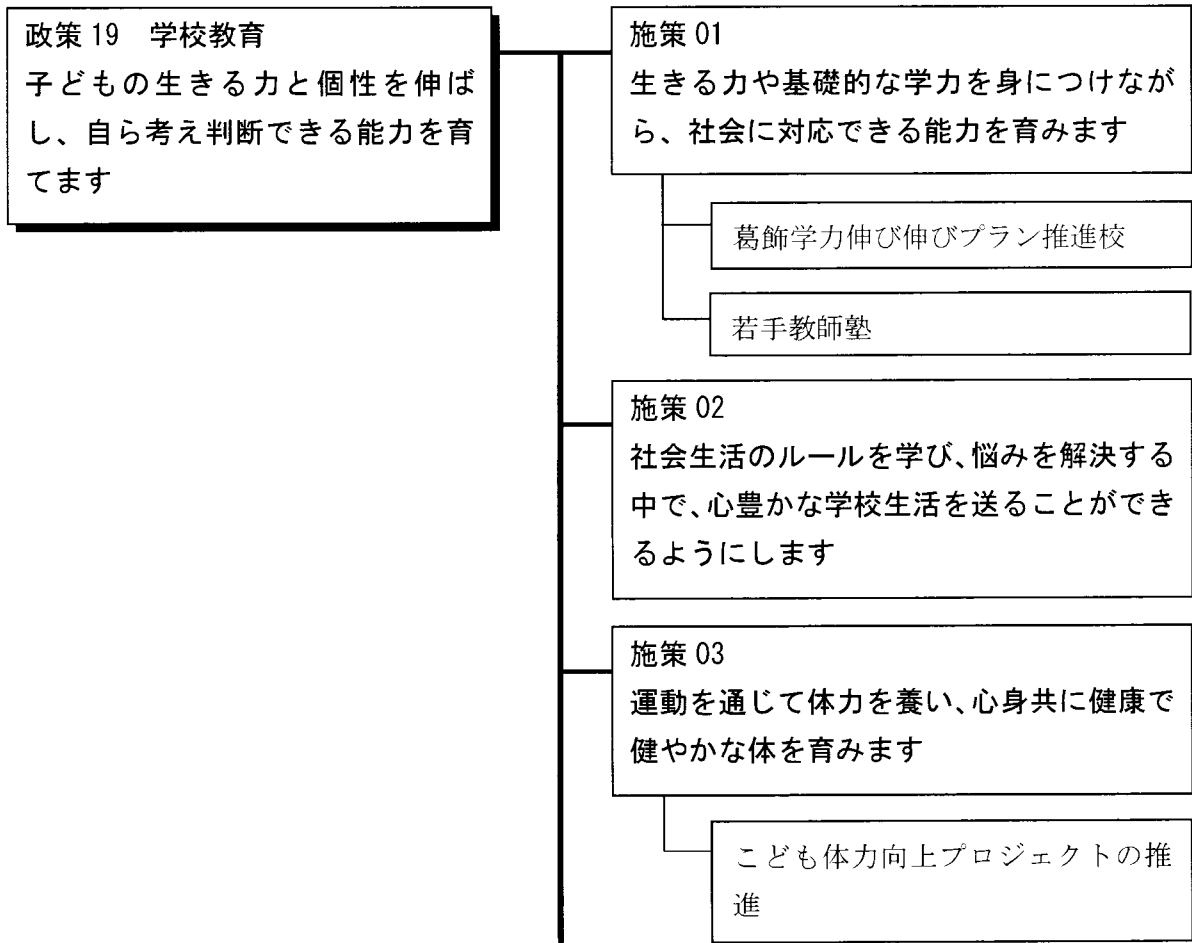 政策 19　学校教育
子どもの生きる力と個性を伸ば
し、自ら考え判断できる能力を育
てます
施策 01
生きる力や基礎的な学力を身につけなが
ら、社会に対応できる能力を育みます
葛飾学力伸び伸びプラン推進校
若手教師塾
施策 02
社会生活のルールを学び、悩みを解決する
中で、心豊かな学校生活を送ることができ
るようにします
施策 03
運動を通じて体力を養い、心身共に健康で
健やかな体を育みます
こども体力向上プロジェクトの推
進